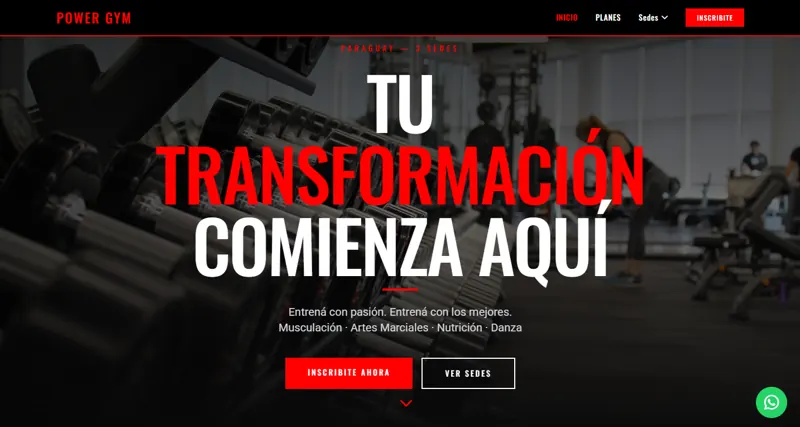 POWER GYM
INICIO
PLANES
Sedes
INSCRIBITE
PARAGUAY — 3 SEDES
TU
TRANSFORMACIÓN
COMIENZA AQUÍ
Entrená con pasión. Entrená con los mejores.
Musculación · Artes Marciales · Nutrición · Danza
INSCRIBITE AHORA
VER SEDES